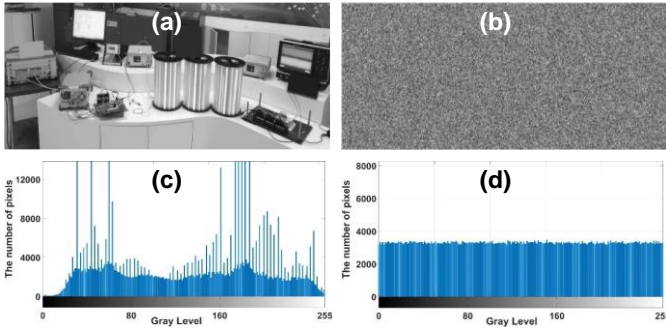 (a)
(b)
(c)
The number of pixels
12000
8000
4000
0
0
80
160
255
Gray Level
(d)
The number of pixels
8000
6000
4000
2000
0
0
80
160
255
Gray Level